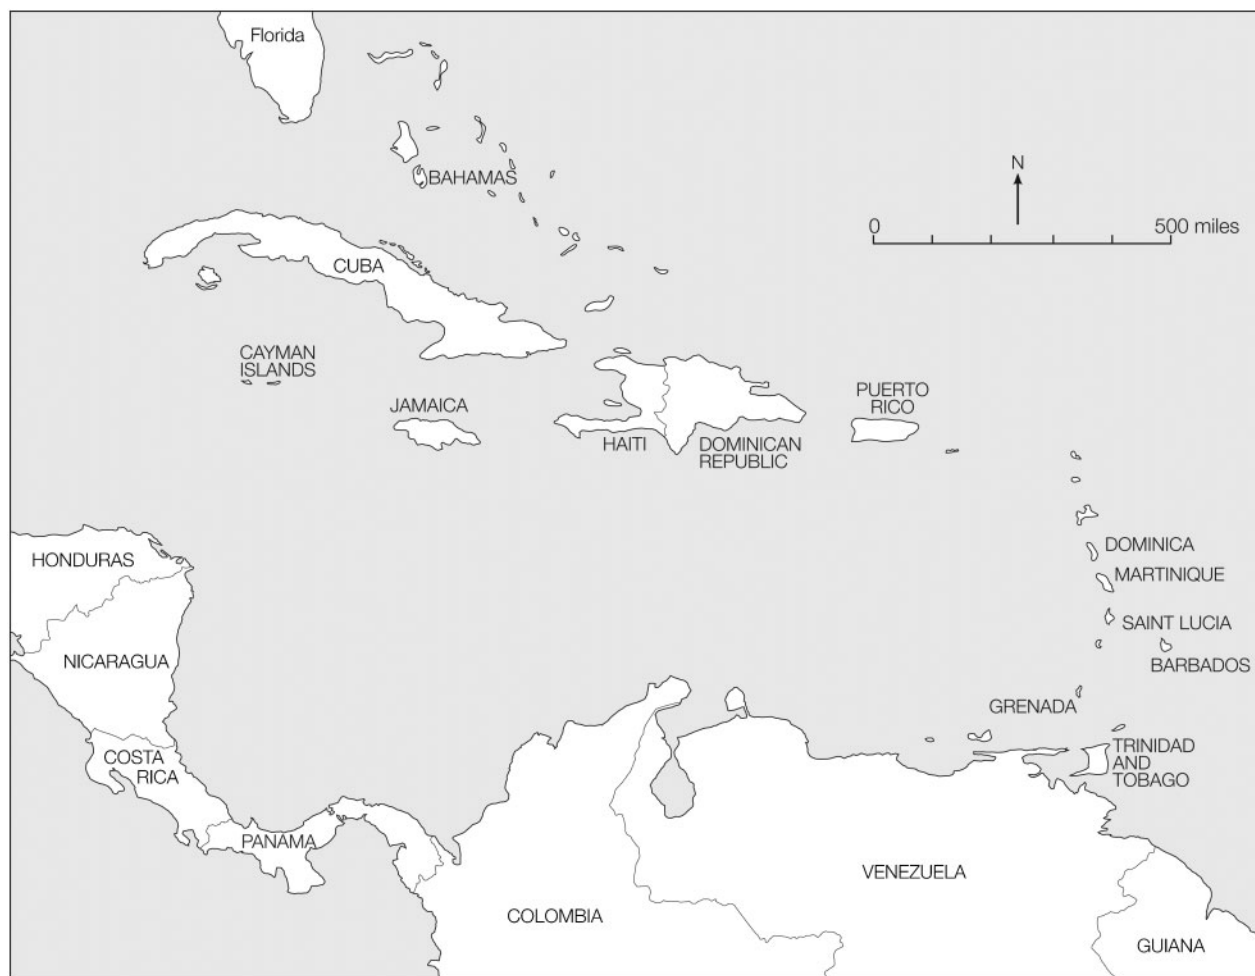 Florida
N
0
500 miles
BAHAMAS
CUBA
CAYMAN
ISLANDS
JAMAICA
HAITI
DOMINICAN
REPUBLIC
PUERTO
RICO
HONDURAS
DOMINICA
MARTINIQUE
SAINT LUCIA
BARBADOS
NICARAGUA
GRENADA
COSTA
RICA
TRINIDAD
AND
TOBAGO
PANAMA
VENEZUELA
COLOMBIA
GUIANA